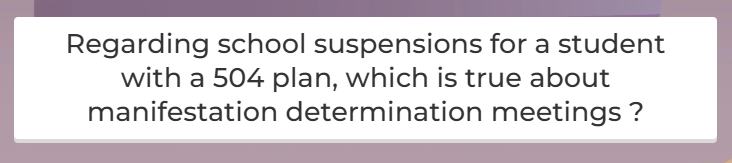 Regarding school suspensions for a student
with a 504 plan, which is true about
manifestation determination meetings ?